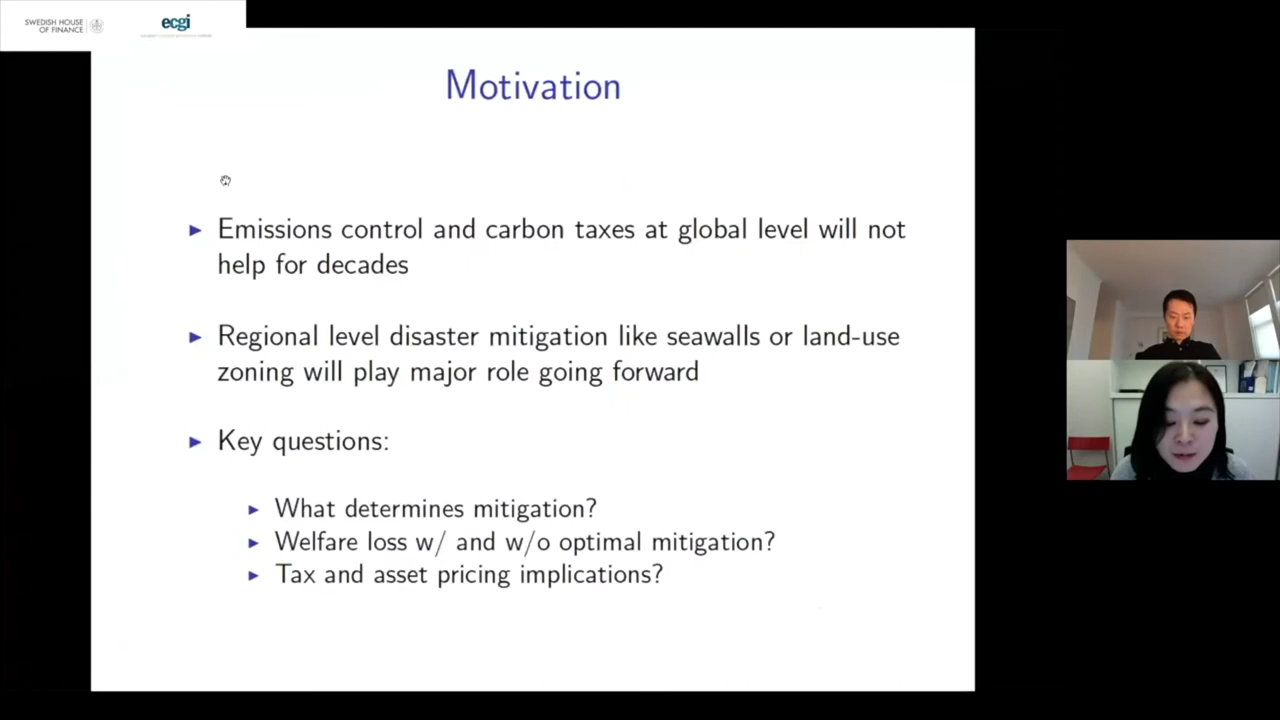 SWEDISH HOUSE
OF FINANCE
ecgi
Motivation
Emissions control and carbon taxes at global level will not
help for decades
Regional level disaster mitigation like seawalls or land-use
zoning will play major role going forward
Key questions:
What determines mitigation?
Welfare loss w/ and w/o optimal mitigation?
Tax and asset pricing implications?